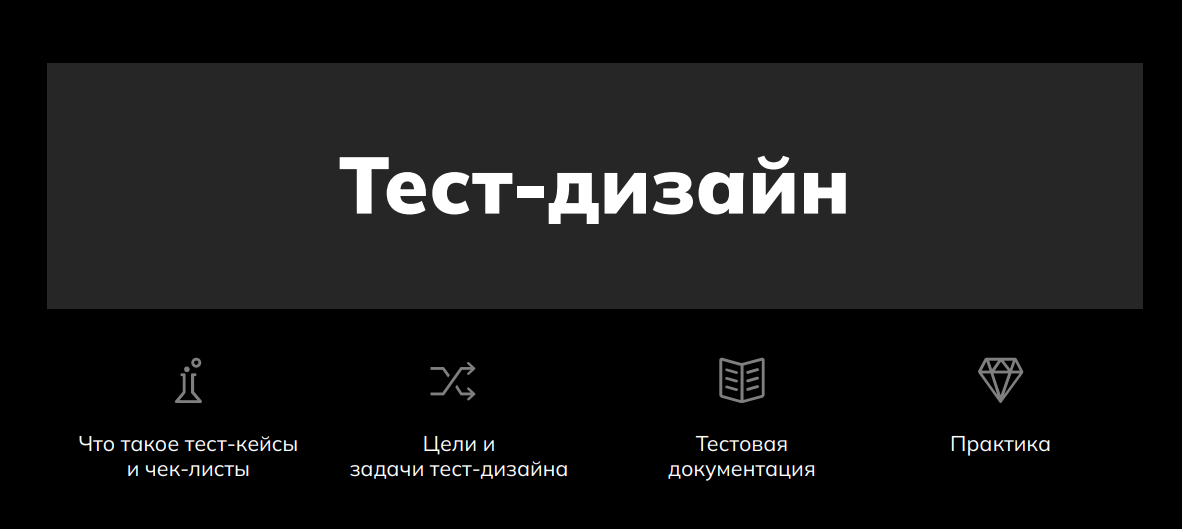 Тест-дизайн
Что такое тест-кейсы
и чек-листы
Цели и
задачи тест-дизайна
Тестовая
документация
Практика